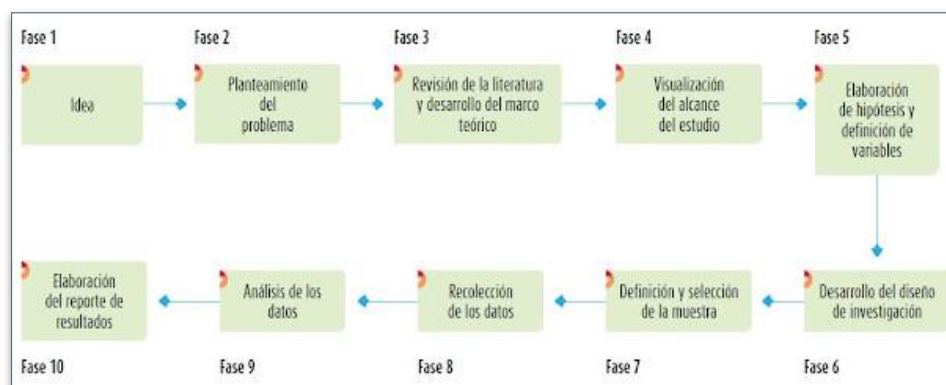 Fase 1
Fase 2
Fase 3
Fase 4
Fase 5
Idea
Planteamiento
del
problema
Revisión de la literatura
y desarrollo del marco
teórico
Visualización
del alcance
del estudio
Elaboración
de hipótesis y
definición de
variables
Desarrollo del diseño
de investigación
Definición y selección
de la muestra
Recolección
de los datos
Análisis de los
datos
Elaboración
del reporte de
resultados
Fase 6
Fase 7
Fase 8
Fase 9
Fase 10